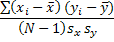 ∑(xᵢ − x̄)(yᵢ − ȳ)
(N − 1)sₓ s_y